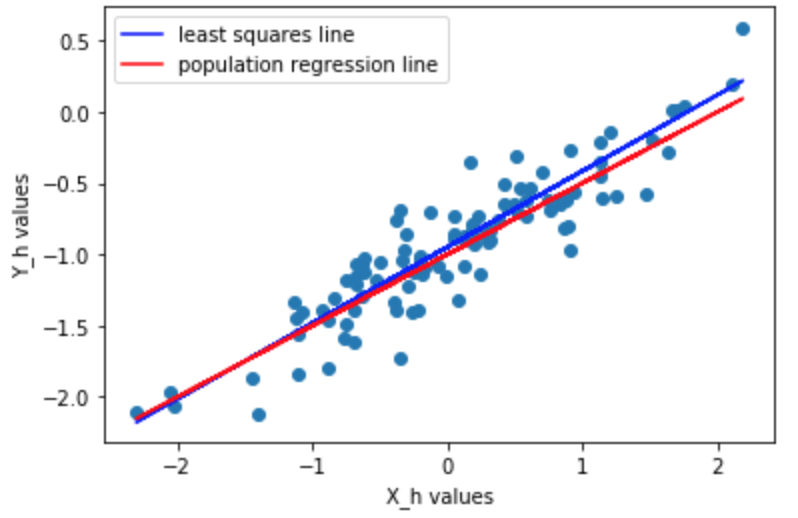 least squares line
population regression line
0.5
0.0
−0.5
−1.0
−1.5
−2.0
Y_h values
−2 −1 0 1 2
X_h values